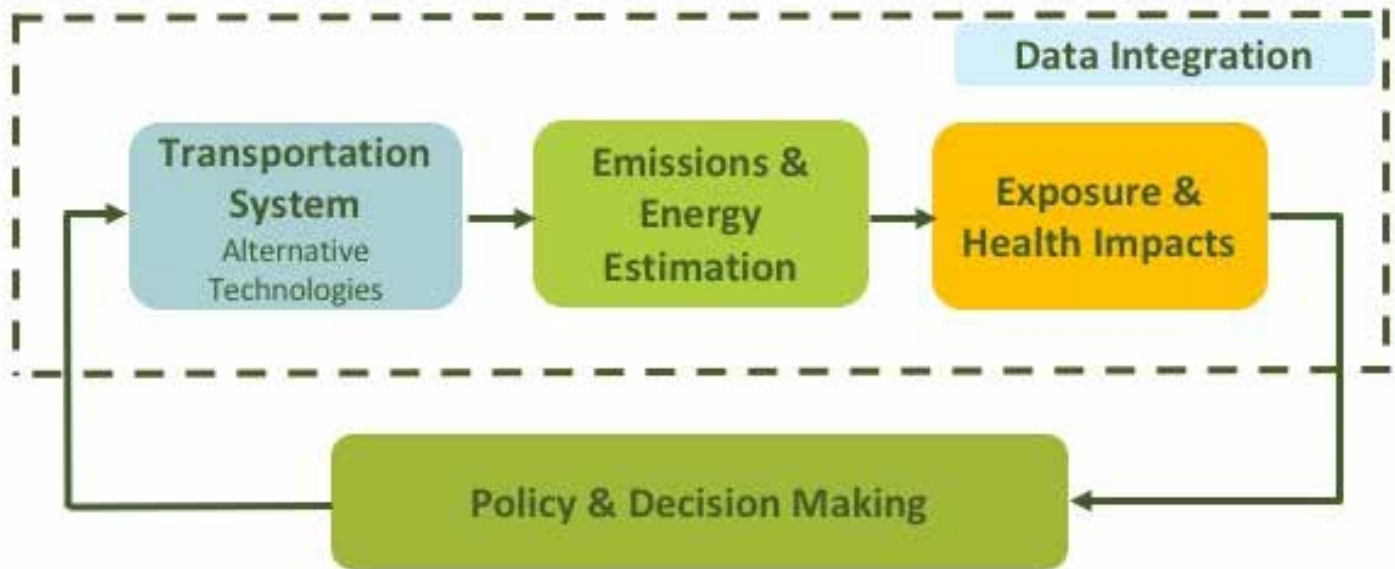 Data Integration
Transportation
System
Alternative
Technologies
Emissions &
Energy
Estimation
Exposure &
Health Impacts
Policy & Decision Making